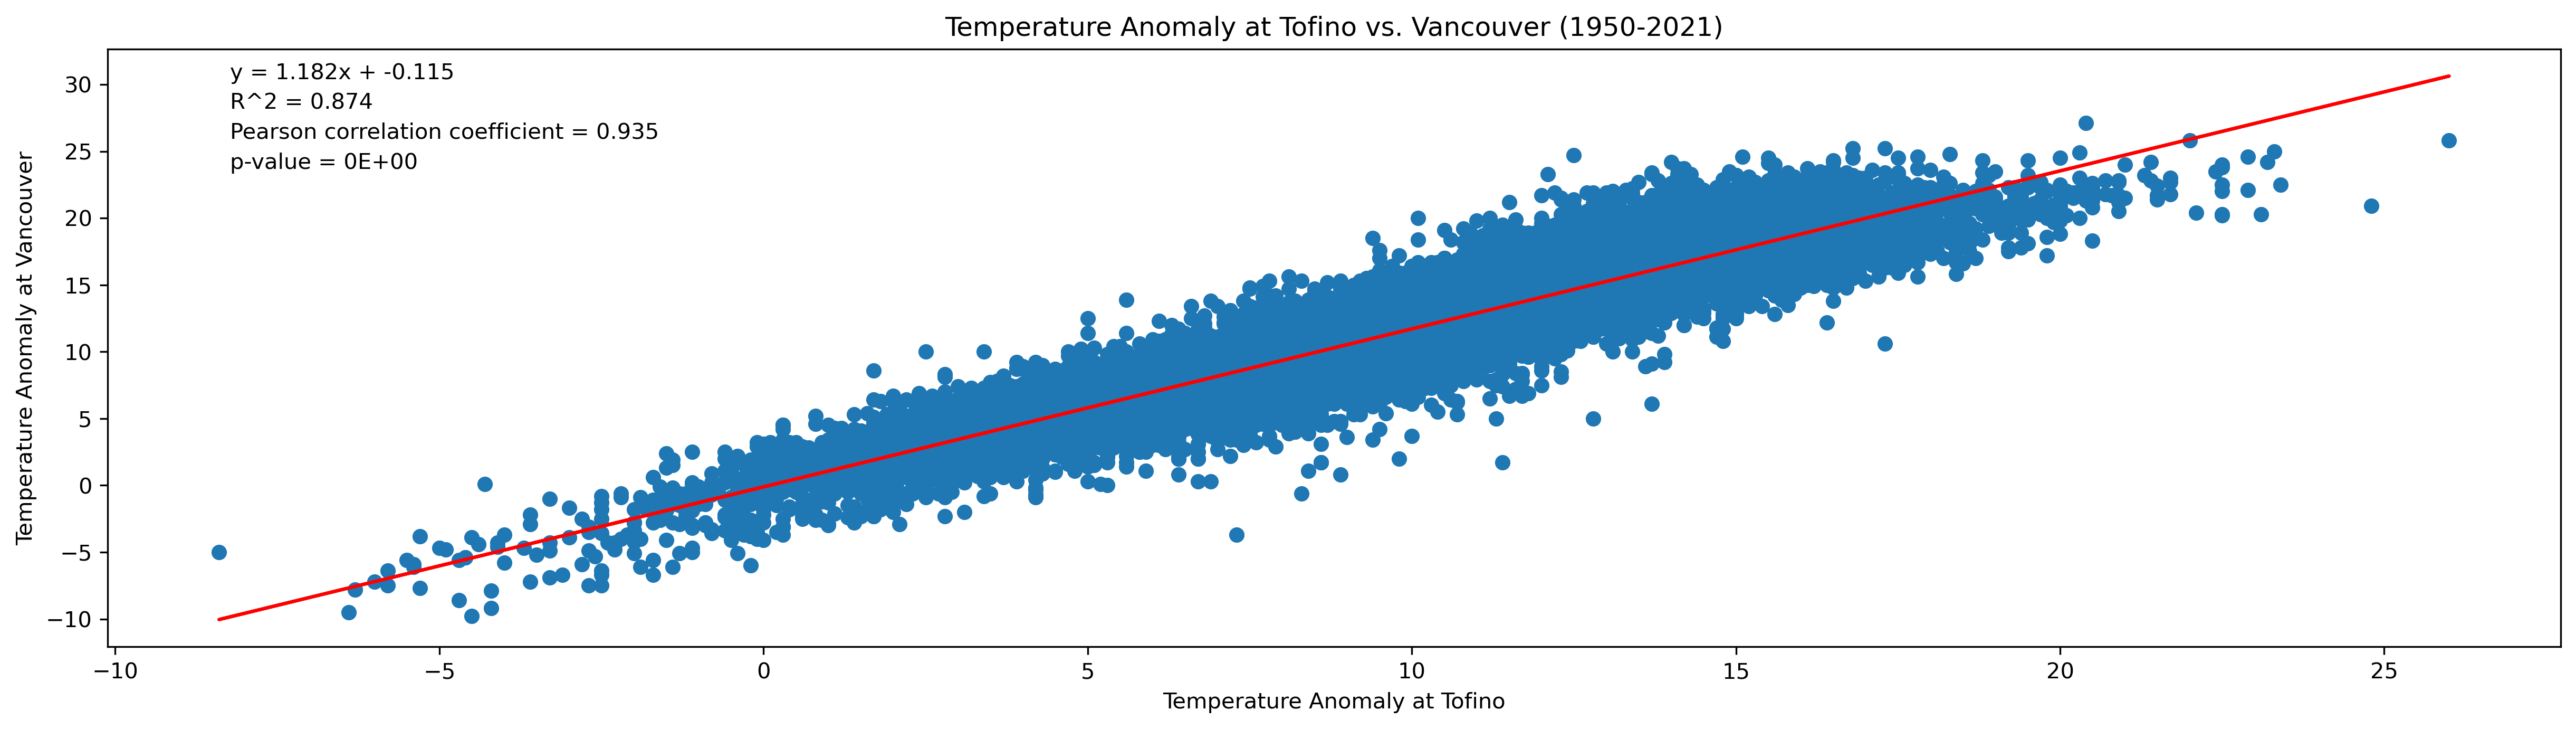 Temperature Anomaly at Tofino vs. Vancouver (1950-2021)
y = 1.182x + -0.115
R^2 = 0.874
Pearson correlation coefficient = 0.935
p-value = 0E+00
Temperature Anomaly at Vancouver
30
25
20
15
10
5
0
−5
−10
−10 −5 0 5 10 15 20 25
Temperature Anomaly at Tofino